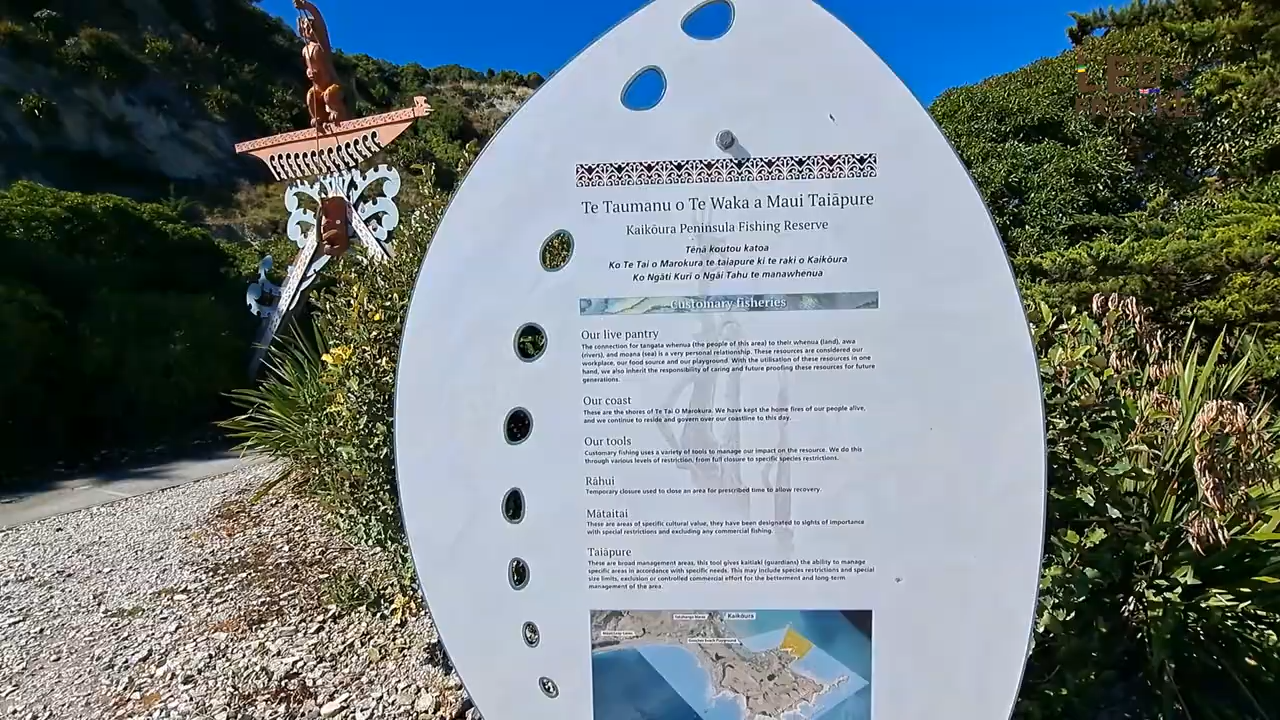 Te Taumanu o Te Waka a Maui Taiāpure
Kaikōura Peninsula Fishing Reserve
Tēnā koutou katoa
Ko Te Tai o Marokura te taiapure ki te raki o Kaikōura
Ko Ngāti Kuri o Ngai Tahu te manawhenua
Customary fisheries
Our live pantry
The connection for tangata whenua (the people of this area) to their whenua (land), awa
(rivers), and moana (sea) is a very personal relationship. These resources are considered our
workplace, our food source and our playground. With the utilisation of these resources in one
hand, we also inherit the responsibility of caring and future proofing these resources for future
generations.
Our coast
These are the shores of Te Tai O Marokura. We have kept the home fires of our people alive,
and we continue to reside and govern over our coastline to this day.
Our tools
Customary fishing uses a variety of tools to manage our impact on the resource. We do this
through various levels of restriction, from full closure to specific species restrictions.
Rāhui
Temporary closure used to close an area for prescribed time to allow recovery.
Mātaitai
These are areas of specific cultural value, they have been designated to sights of importance
with special restrictions and excluding any commercial fishing.
Taiāpure
These are broad management areas, this tool gives kaitiaki (guardians) the ability to manage
specific areas in accordance with specific needs. This may include species restrictions and special
size limits, exclusion or controlled commercial effort for the betterment and long-term
management of the area.
Kaikōura